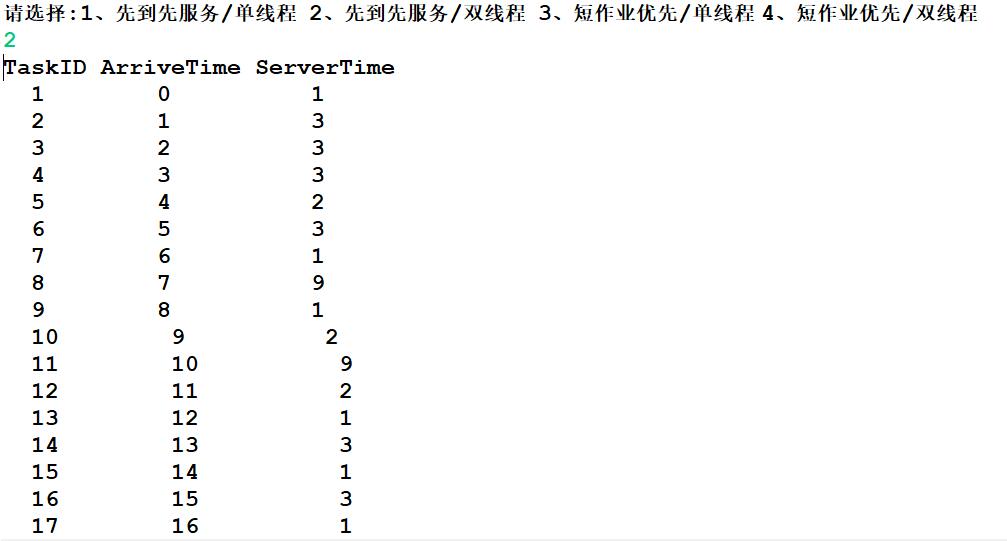 请选择:1、先到先服务/单线程 2、先到先服务/双线程 3、短作业优先/单线程 4、短作业优先/双线程
2
TaskID ArriveTime ServerTime
1 0 1
2 1 3
3 2 3
4 3 3
5 4 2
6 5 3
7 6 1
8 7 9
9 8 1
10 9 2
11 10 9
12 11 2
13 12 1
14 13 3
15 14 1
16 15 3
17 16 1